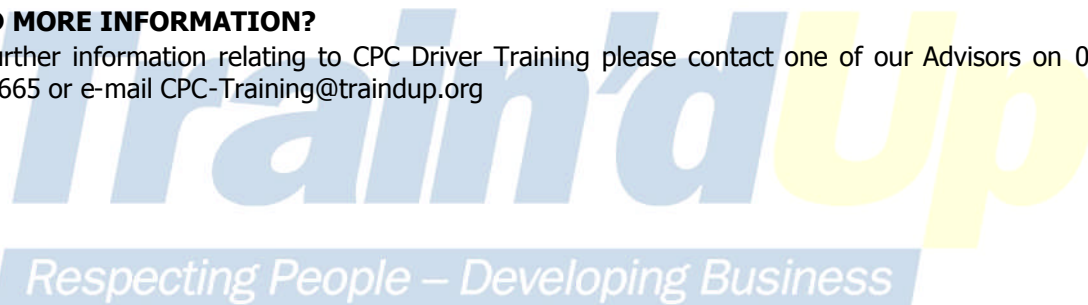 MORE INFORMATION?
urther information relating to CPC Driver Training please contact one of our Advisors on 0
665 or e-mail CPC-Training@traindup.org
Train'dUp
Respecting People – Developing Business